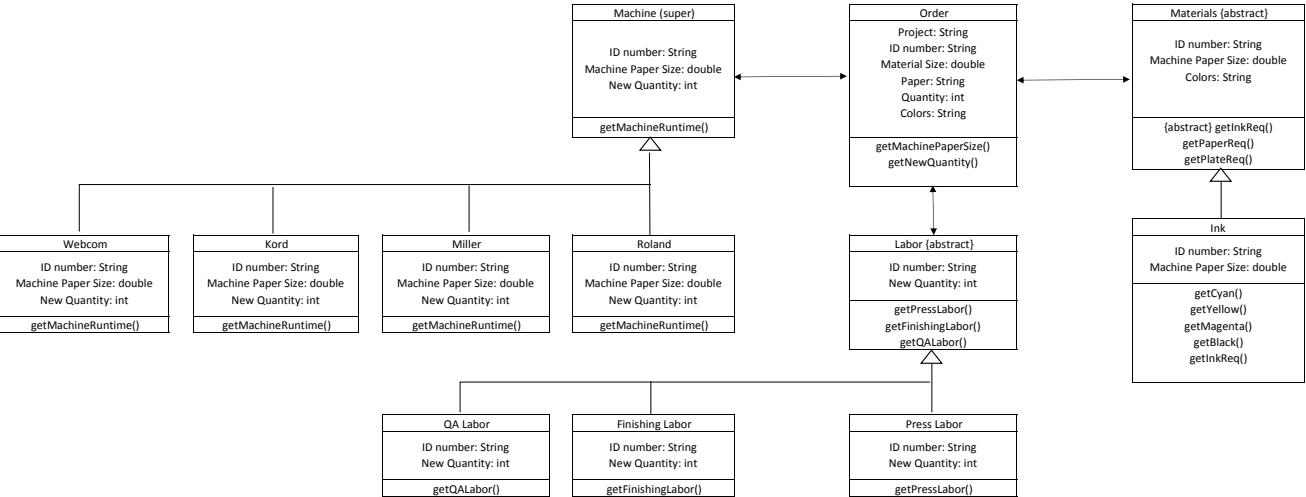 Machine (super)
ID number: String
Machine Paper Size: double
New Quantity: int
getMachineRuntime()
Order
Project: String
ID number: String
Material Size: double
Paper: String
Quantity: int
Colors: String
getMachinePaperSize()
getNewQuantity()
Materials {abstract}
ID number: String
Machine Paper Size: double
Colors: String
{abstract} getInkReq()
getPaperReq()
getPlateReq()
Webcom
ID number: String
Machine Paper Size: double
New Quantity: int
getMachineRuntime()
Kord
ID number: String
Machine Paper Size: double
New Quantity: int
getMachineRuntime()
Miller
ID number: String
Machine Paper Size: double
New Quantity: int
getMachineRuntime()
Roland
ID number: String
Machine Paper Size: double
New Quantity: int
getMachineRuntime()
Labor {abstract}
ID number: String
New Quantity: int
getPressLabor()
getFinishingLabor()
getQALabor()
Ink
ID number: String
Machine Paper Size: double
getCyan()
getYellow()
getMagenta()
getBlack()
getInkReq()
QA Labor
ID number: String
New Quantity: int
getQALabor()
Finishing Labor
ID number: String
New Quantity: int
getFinishingLabor()
Press Labor
ID number: String
New Quantity: int
getPressLabor()